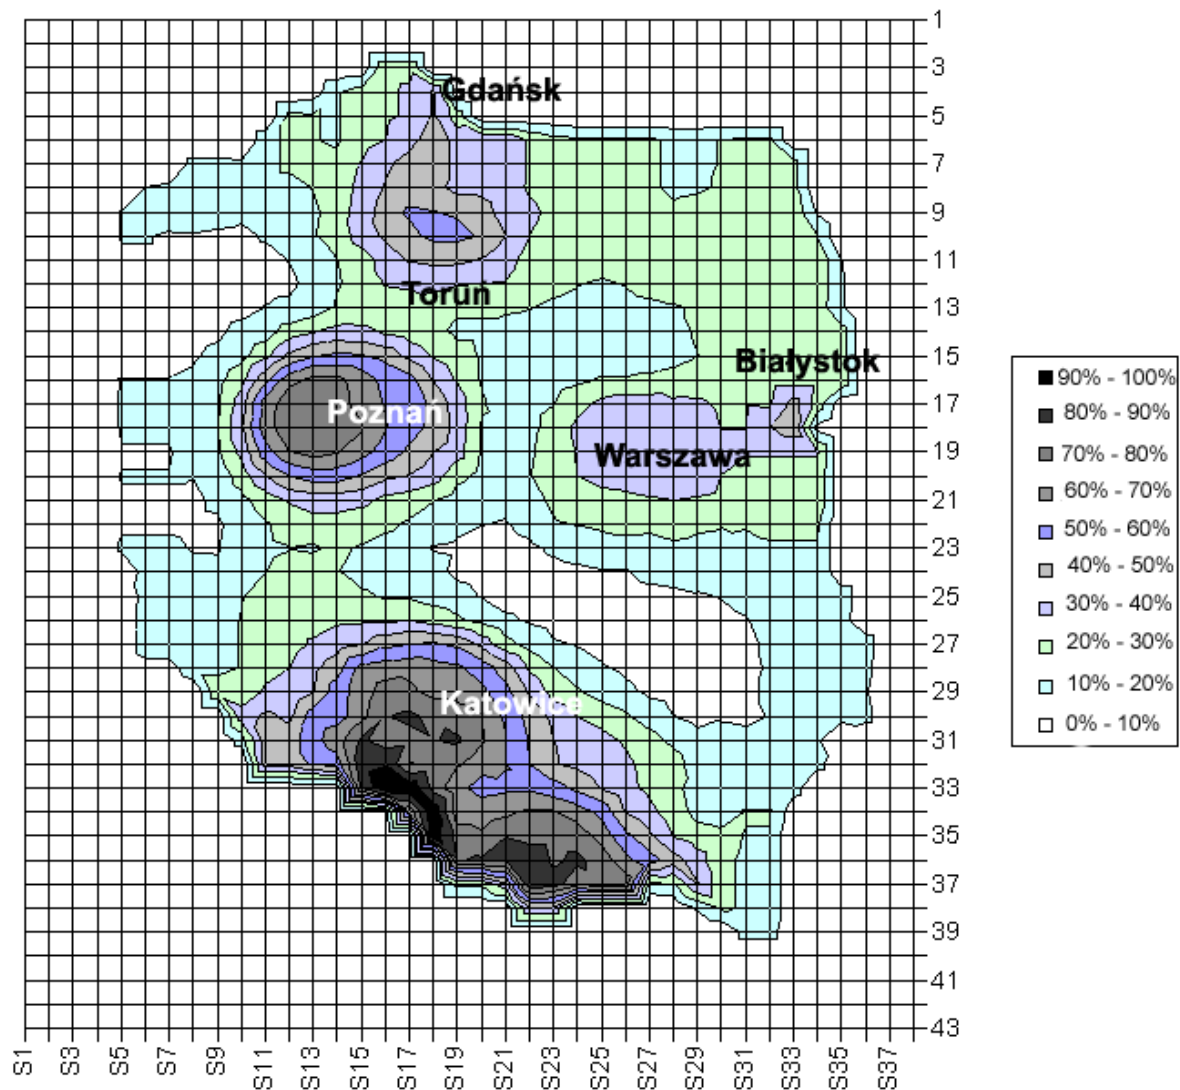 1
3
Gdańsk
5
7
9
11
Toruń
13
15
Białystok
90% - 100%
80% - 90%
17
Poznań
70% - 80%
19
Warszawa
60% - 70%
21
50% - 60%
23
40% - 50%
25
30% - 40%
27
20% - 30%
29
Katowice
10% - 20%
31
0% - 10%
33
35
37
39
41
43
S1
S3
S5
S7
S9
S11
S13
S15
S17
S19
S21
S23
S25
S27
S29
S31
S33
S35
S37